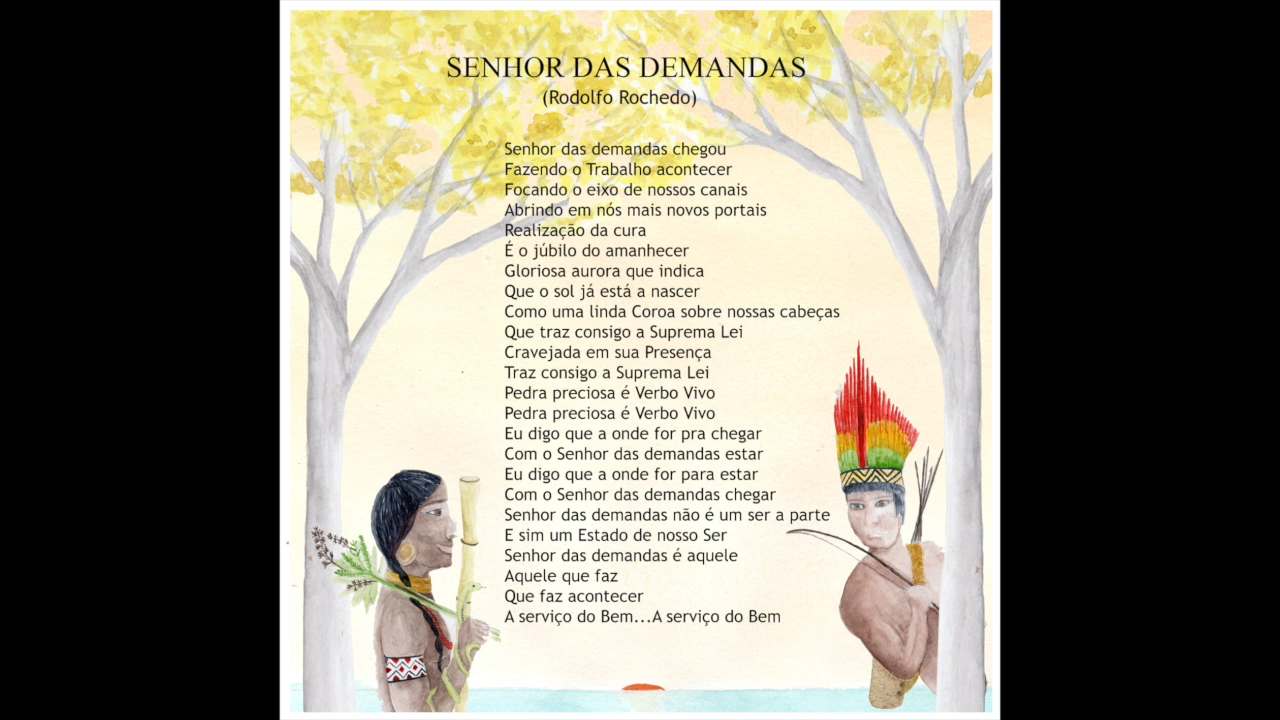 SENHOR DAS DEMANDAS
(Rodolfo Rochedo)
Senhor das demandas chegou
Fazendo o Trabalho acontecer
Focando o eixo de nossos canais
Abrindo em nós mais novos portais
Realização da cura
É o júbilo do amanhecer
Gloriosa aurora que indica
Que o sol já está a nascer
Como uma linda Coroa sobre nossas cabeças
Que traz consigo a Suprema Lei
Cravejada em sua Presença
Traz consigo a Suprema Lei
Pedra preciosa é Verbo Vivo
Pedra preciosa é Verbo Vivo
Eu digo que a onde for pra chegar
Com o Senhor das demandas estar
Eu digo que a onde for para estar
Com o Senhor das demandas chegar
Senhor das demandas não é um ser a parte
E sim um Estado de nosso Ser
Senhor das demandas é aquele
Aquele que faz
Que faz acontecer
A serviço do Bem...A serviço do Bem